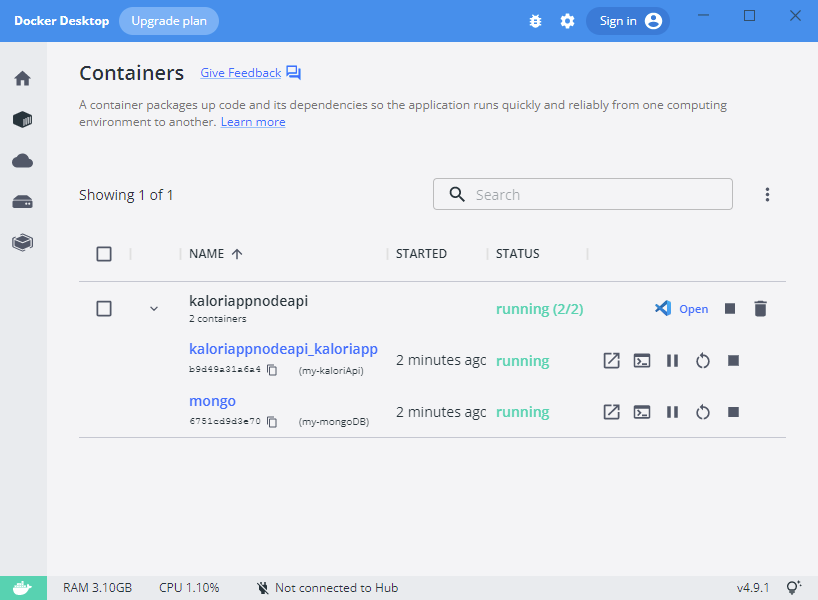 Docker Desktop Upgrade plan Sign in
Containers Give Feedback
A container packages up code and its dependencies so the application runs quickly and reliably from one computing
environment to another. Learn more
Showing 1 of 1 Search
NAME STARTED STATUS
kaloriappnodeapi running (2/2) Open
2 containers
kaloriappnodeapi_kaloriapp 2 minutes agc running
b9d49a31a6a4 (my-kaloriApi)
mongo 2 minutes agc running
6751cd9d3e70 (my-mongoDB)
RAM 3.10GB CPU 1.10% Not connected to Hub v4.9.1